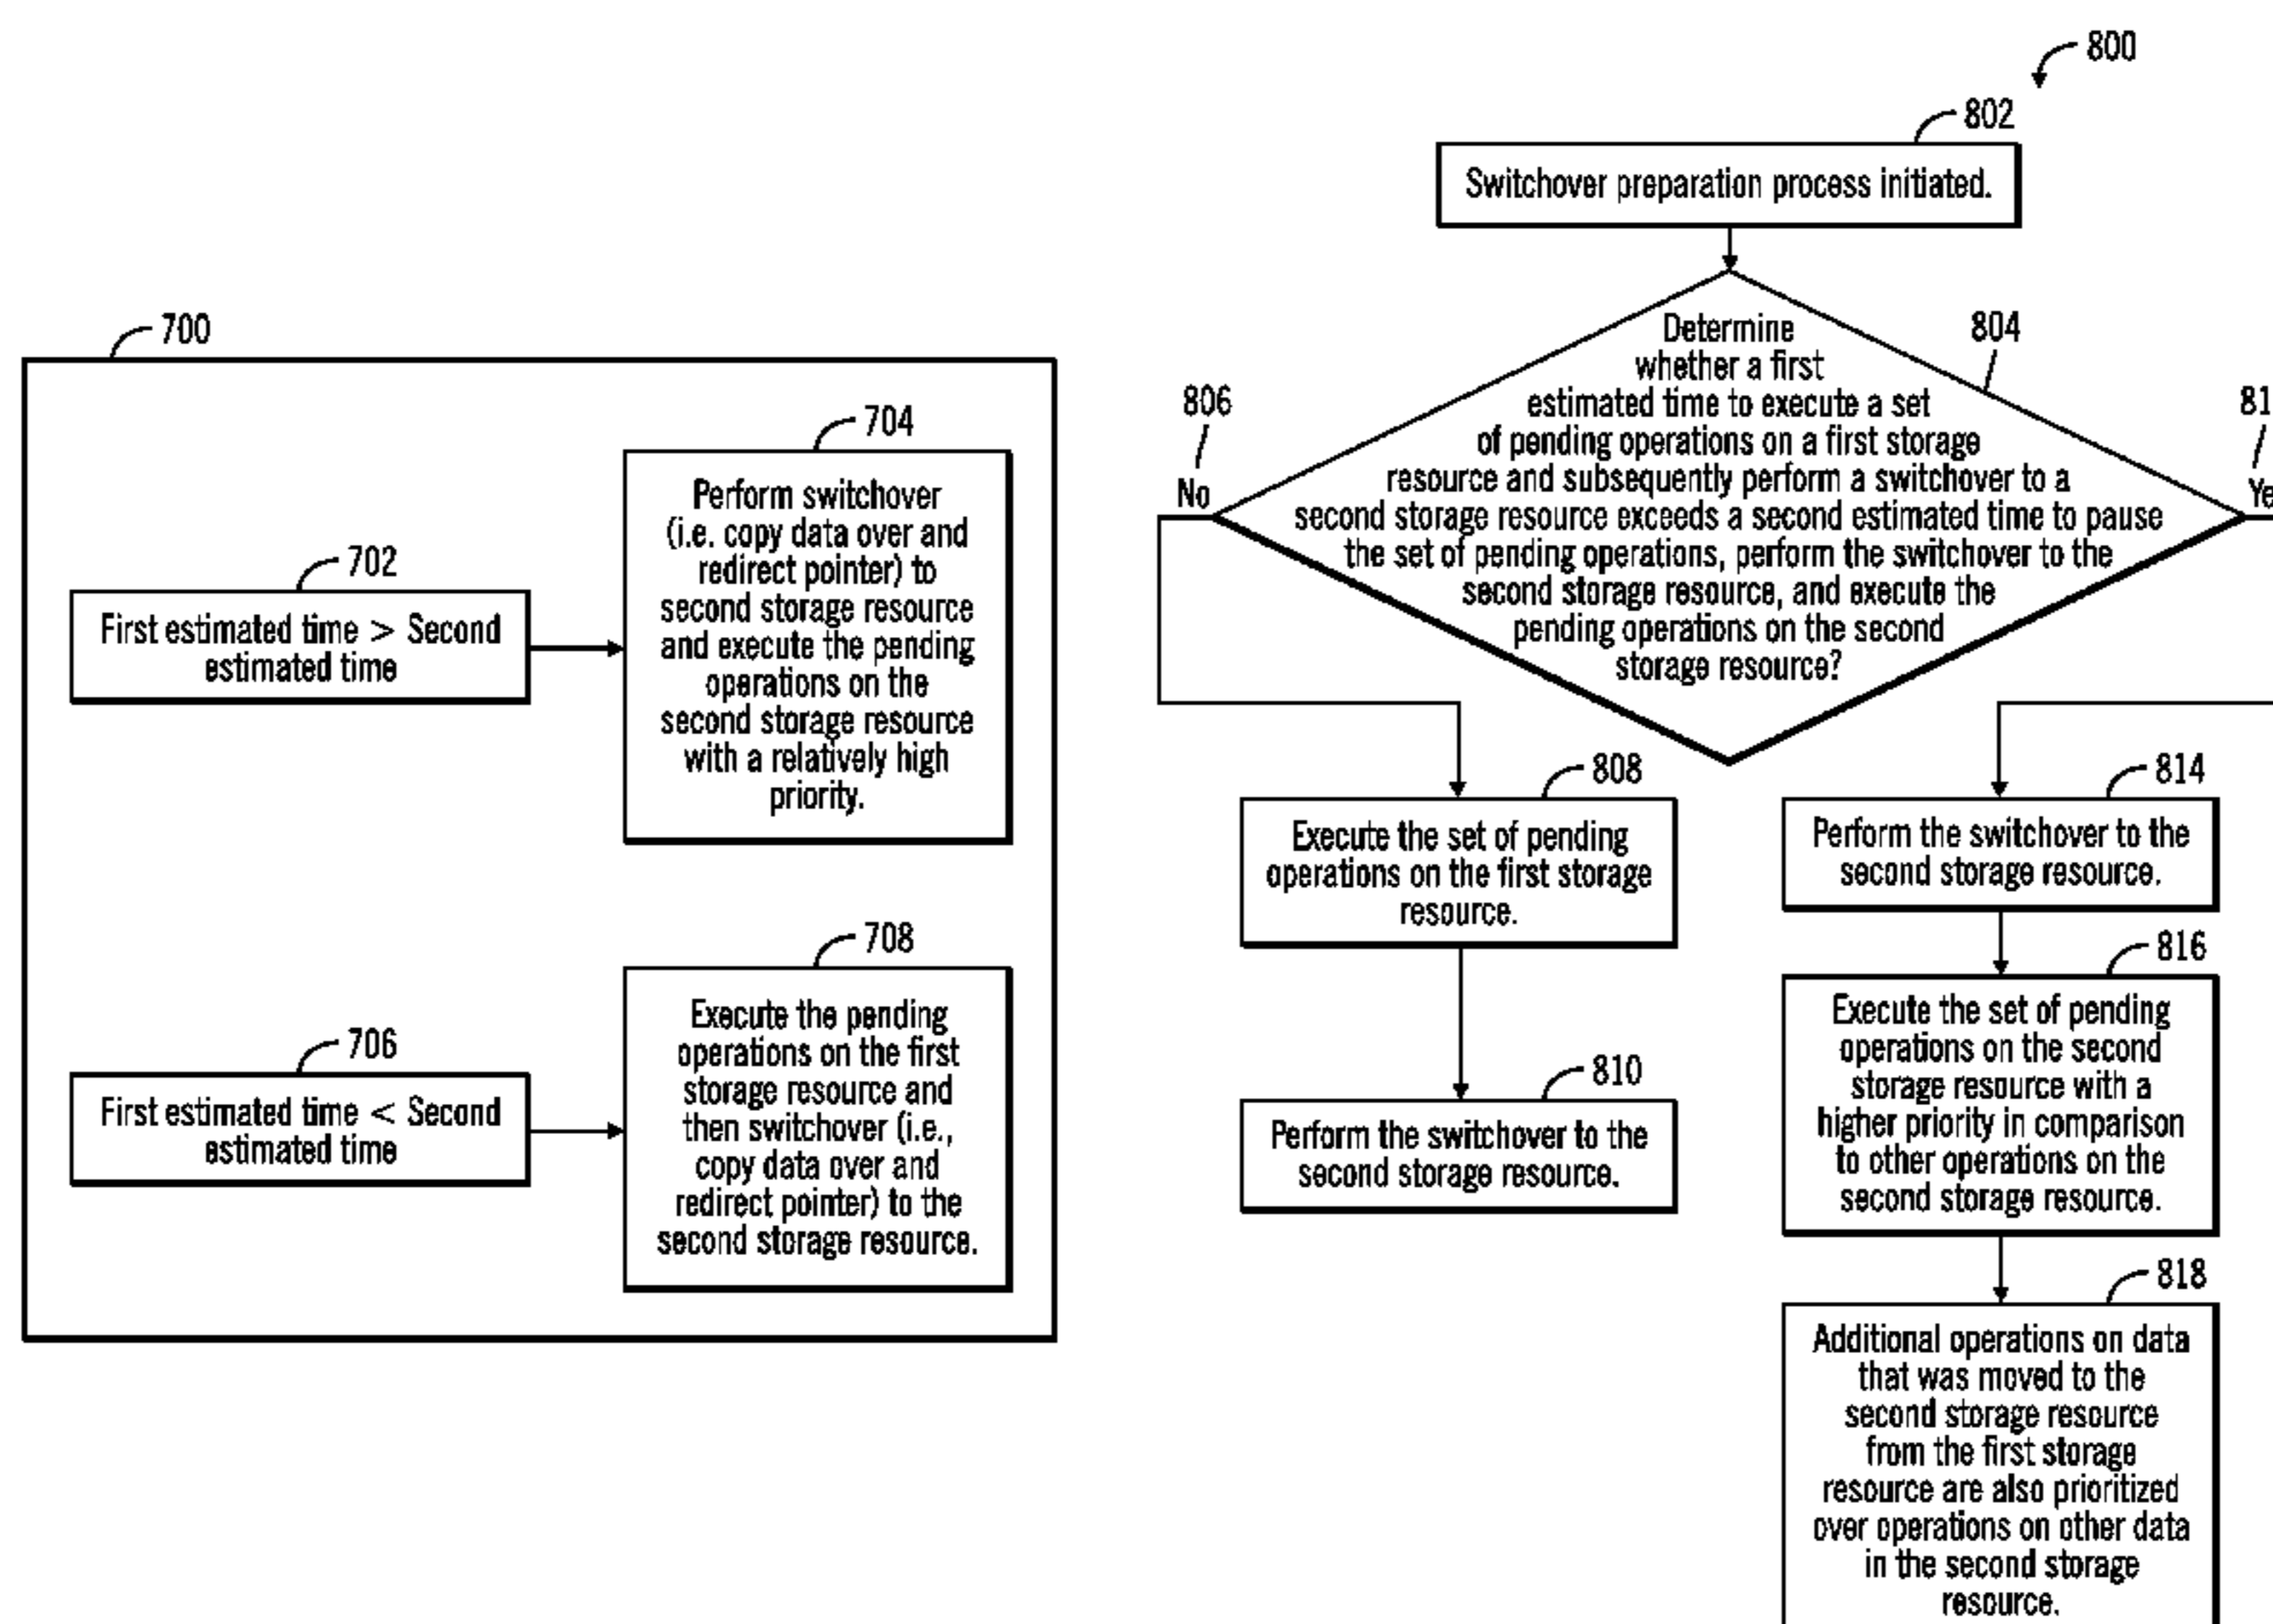 700
702
First estimated time > Second
estimated time
704
Perform switchover
(i.e. copy data over and
redirect pointer) to
second storage resource
and execute the pending
operations on the
second storage resource
with a relatively high
priority.
706
First estimated time < Second
estimated time
708
Execute the pending
operations on the first
storage resource and
then switchover (i.e.,
copy data over and
redirect pointer) to the
second storage resource.
800
802
Switchover preparation process initiated.
804
Determine
whether a first
estimated time to execute a set
of pending operations on a first storage
resource and subsequently perform a switchover to a
second storage resource exceeds a second estimated time to pause
the set of pending operations, perform the switchover to the
second storage resource, and execute the
pending operations on the second
storage resource?
806
No
808
Execute the set of pending
operations on the first storage
resource.
810
Perform the switchover to the
second storage resource.
81
Ye
814
Perform the switchover to the
second storage resource.
816
Execute the set of pending
operations on the second
storage resource with a
higher priority in comparison
to other operations on the
second storage resource.
818
Additional operations on data
that was moved to the
second storage resource
from the first storage
resource are also prioritized
over operations on other data
in the second storage
resource.